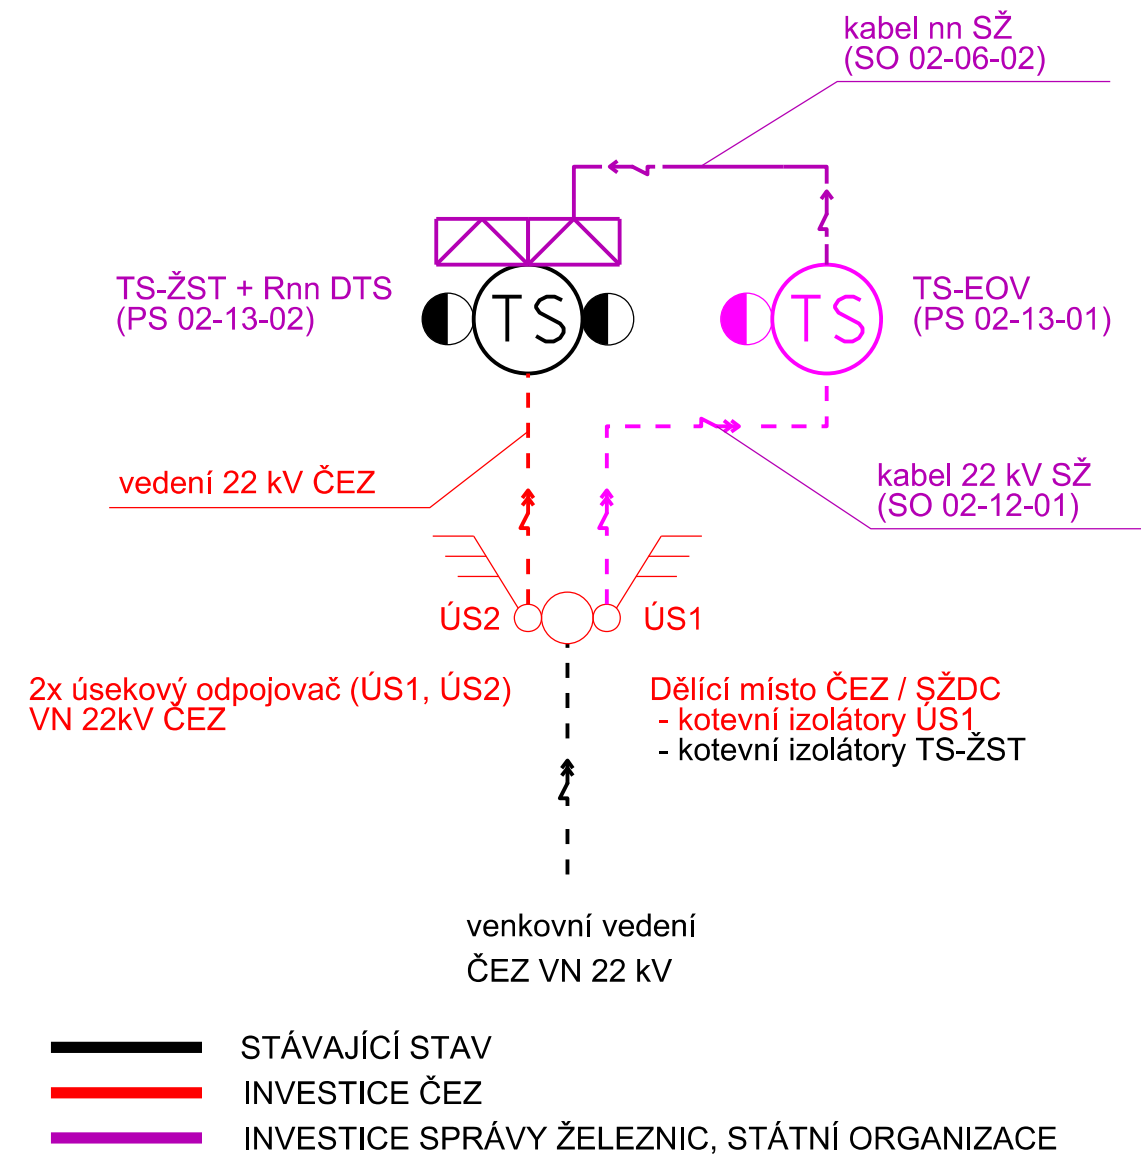 kabel nn SŽ
(SO 02-06-02)
TS-ŽST + Rnn DTS
(PS 02-13-02)
TS
TS
TS-EOV
(PS 02-13-01)
vedení 22 kV ČEZ
kabel 22 kV SŽ
(SO 02-12-01)
ÚS2
ÚS1
2x úsekový odpojovač (ÚS1, ÚS2)
VN 22kV ČEZ
Dělící místo ČEZ / SŽDC
- kotevní izolátory ÚS1
- kotevní izolátory TS-ŽST
venkovní vedení
ČEZ VN 22 kV
STÁVAJÍCÍ STAV
INVESTICE ČEZ
INVESTICE SPRÁVY ŽELEZNIC, STÁTNÍ ORGANIZACE